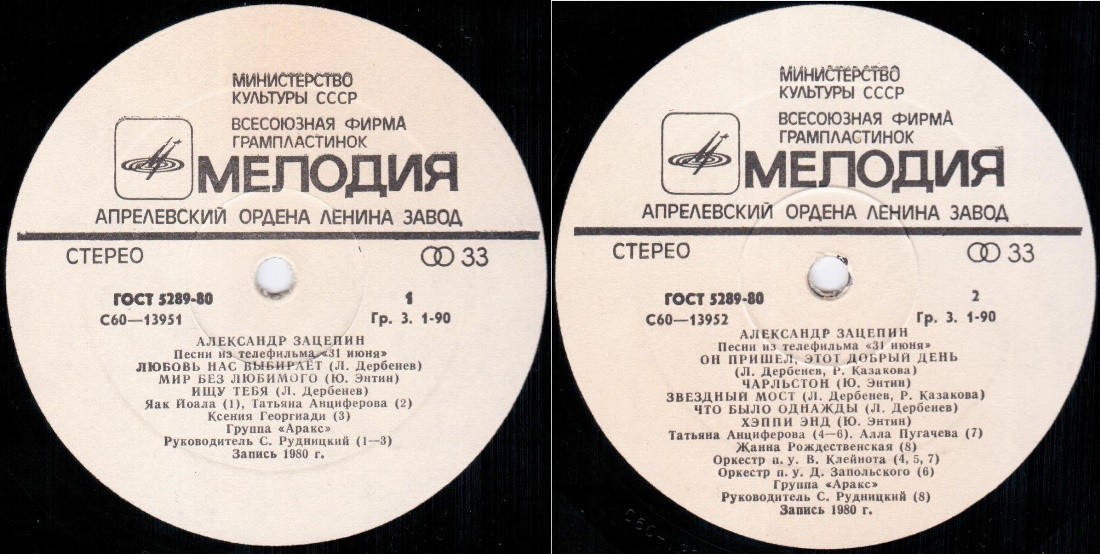 МИНИСТЕРСТВО
КУЛЬТУРЫ СССР
ВСЕСОЮЗНАЯ ФИРМА
ГРАМПЛАСТИНОК
МЕЛОДИЯ
АПРЕЛЕВСКИЙ ОРДЕНА ЛЕНИНА ЗАВОД
СТЕРЕО 33
ГОСТ 5289-80 1
С60—13951 Гр. 3. 1-90
АЛЕКСАНДР ЗАЦЕПИН
Песни из телефильма «31 июня»
ЛЮБОВЬ НАС ВЫБИРАЕТ (Л. Дербенев)
МИР БЕЗ ЛЮБИМОГО (Ю. Энтин)
ИЩУ ТЕБЯ (Л. Дербенев)
Яак Йоала (1), Татьяна Анциферова (2)
Ксения Георгиади (3)
Группа «Аракс»
Руководитель С. Рудницкий (1—3)
Запись 1980 г.
МИНИСТЕРСТВО
КУЛЬТУРЫ СССР
ВСЕСОЮЗНАЯ ФИРМА
ГРАМПЛАСТИНОК
МЕЛОДИЯ
АПРЕЛЕВСКИЙ ОРДЕНА ЛЕНИНА ЗАВОД
СТЕРЕО 33
ГОСТ 5289-80 2
С60—13952 Гр. 3. 1-90
АЛЕКСАНДР ЗАЦЕПИН
Песни из телефильма «31 июня»
ОН ПРИШЕЛ, ЭТОТ ДОБРЫЙ ДЕНЬ
(Л. Дербенев, Р. Казакова)
ЧАРЛЬСТОН (Ю. Энтин)
ЗВЕЗДНЫЙ МОСТ (Л. Дербенев, Р. Казакова)
ЧТО БЫЛО ОДНАЖДЫ (Л. Дербенев)
ХЭППИ ЭНД (Ю. Энтин)
Татьяна Анциферова (4—6). Алла Пугачева (7)
Жанна Рождественская (8)
Оркестр п. у. В. Клейнота (4, 5, 7)
Оркестр п. у. Д. Запольского (6)
Группа «Аракс»
Руководитель С. Рудницкий (8)
Запись 1980 г.